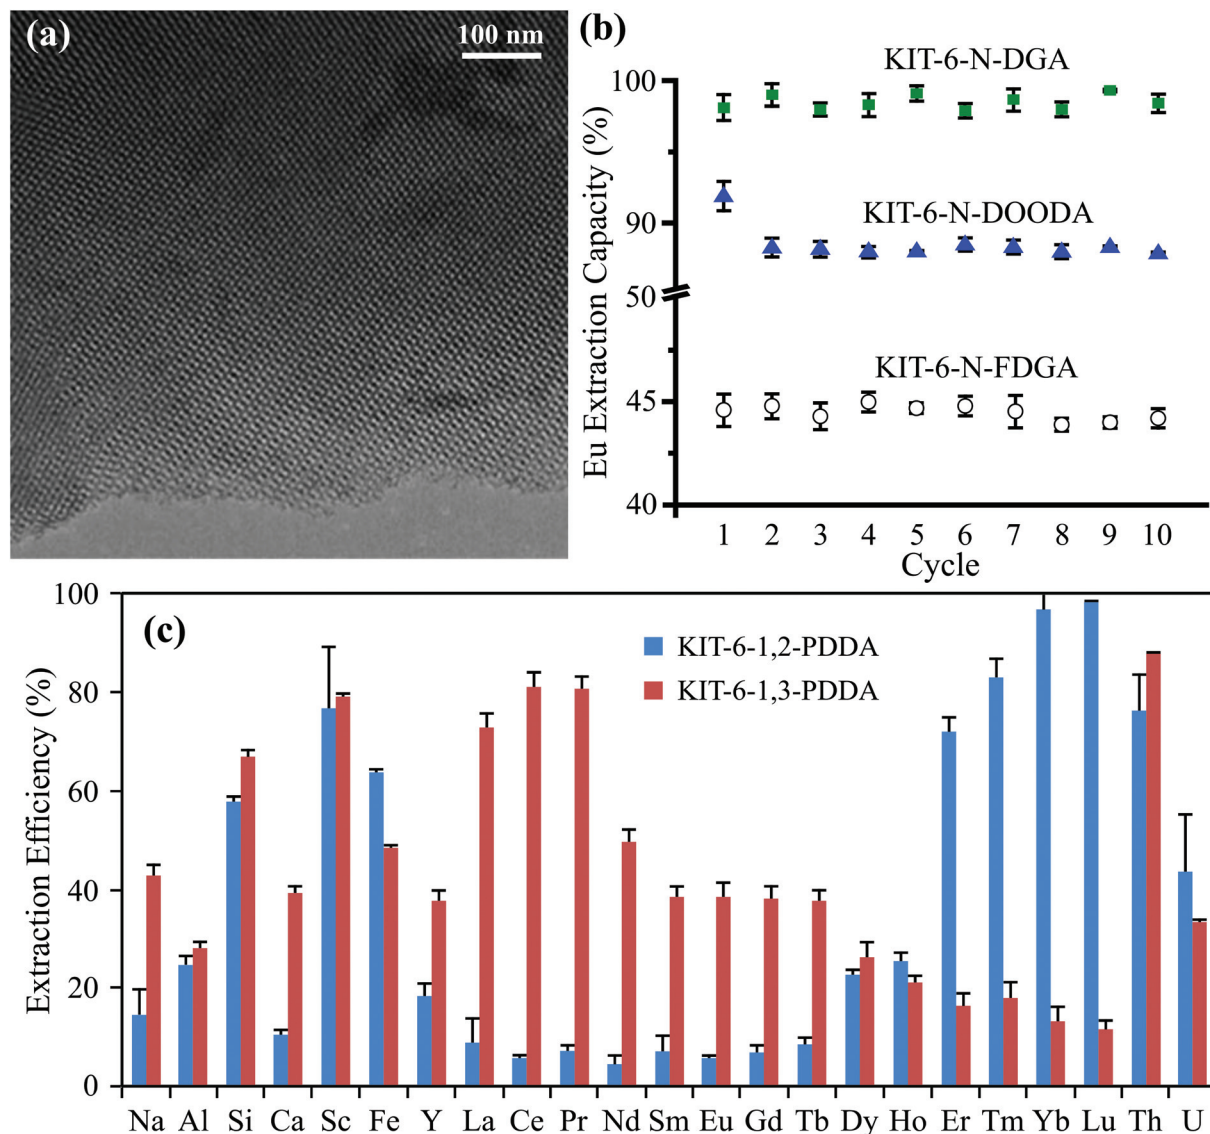 (a)
100 nm
(b)
KIT-6-N-DGA
KIT-6-N-DOODA
KIT-6-N-FDGA
Eu Extraction Capacity (%)
100
90
50
45
40
1 2 3 4 5 6 7 8 9 10
Cycle
(c)
KIT-6-1,2-PDDA
KIT-6-1,3-PDDA
Extraction Efficiency (%)
100
80
60
40
20
0
Na Al Si Ca Sc Fe Y La Ce Pr Nd Sm Eu Gd Tb Dy Ho Er Tm Yb Lu Th U